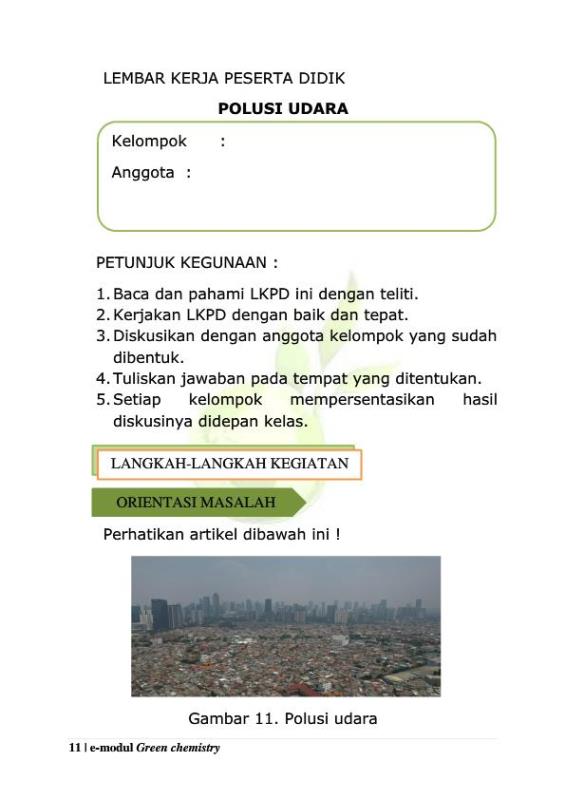 LEMBAR KERJA PESERTA DIDIK
POLUSI UDARA
Kelompok :
Anggota :
PETUNJUK KEGUNAAN :
1. Baca dan pahami LKPD ini dengan teliti.
2. Kerjakan LKPD dengan baik dan tepat.
3. Diskusikan dengan anggota kelompok yang sudah
dibentuk.
4. Tuliskan jawaban pada tempat yang ditentukan.
5. Setiap kelompok mempersentasikan hasil
diskusinya didepan kelas.
LANGKAH-LANGKAH KEGIATAN
ORIENTASI MASALAH
Perhatikan artikel dibawah ini !
Gambar 11. Polusi udara
11 | e-modul Green chemistry